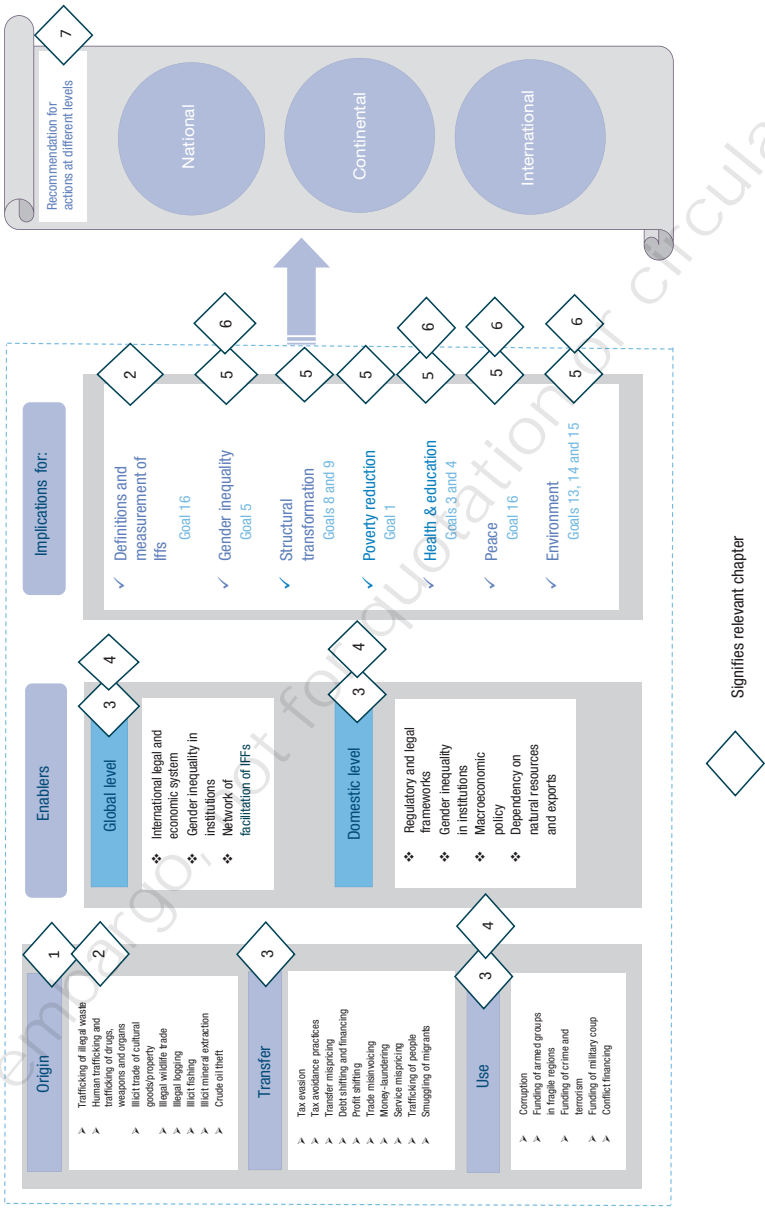 Origin
1
2
Trafficking of illegal waste
Human trafficking and
trafficking of drugs,
weapons and organs
Illicit trade of cultural
goods/property
Illegal wildlife trade
Illegal logging
Illicit fishing
Illicit mineral extraction
Crude oil theft
Transfer
3
Tax evasion
Tax avoidance practices
Transfer mispricing
Debt shifting and financing
Profit shifting
Trade misinvoicing
Money-laundering
Service mispricing
Trafficking of people
Smuggling of migrants
Use
3
4
Corruption
Funding of armed groups
in fragile regions
Funding of crime and
terrorism
Funding of military coup
Conflict financing
Enablers
Global level
3
4
International legal and
economic system
Gender inequality in
institutions
Network of
facilitation of IFFs
Domestic level
3
4
Regulatory and legal
frameworks
Gender inequality
in institutions
Macroeconomic
policy
Dependency on
natural resources
and exports
Implications for:
Definitions and
measurement of
Iffs
Goal 16
2
Gender inequality
Goal 5
5
6
Structural
transformation
Goals 8 and 9
5
Poverty reduction
Goal 1
5
Health & education
Goals 3 and 4
5
6
Peace
Goal 16
5
6
Environment
Goals 13, 14 and 15
5
6
Recommendation for
actions at different levels
7
National
Continental
International
Signifies relevant chapter
embargo, not for quotation or circula